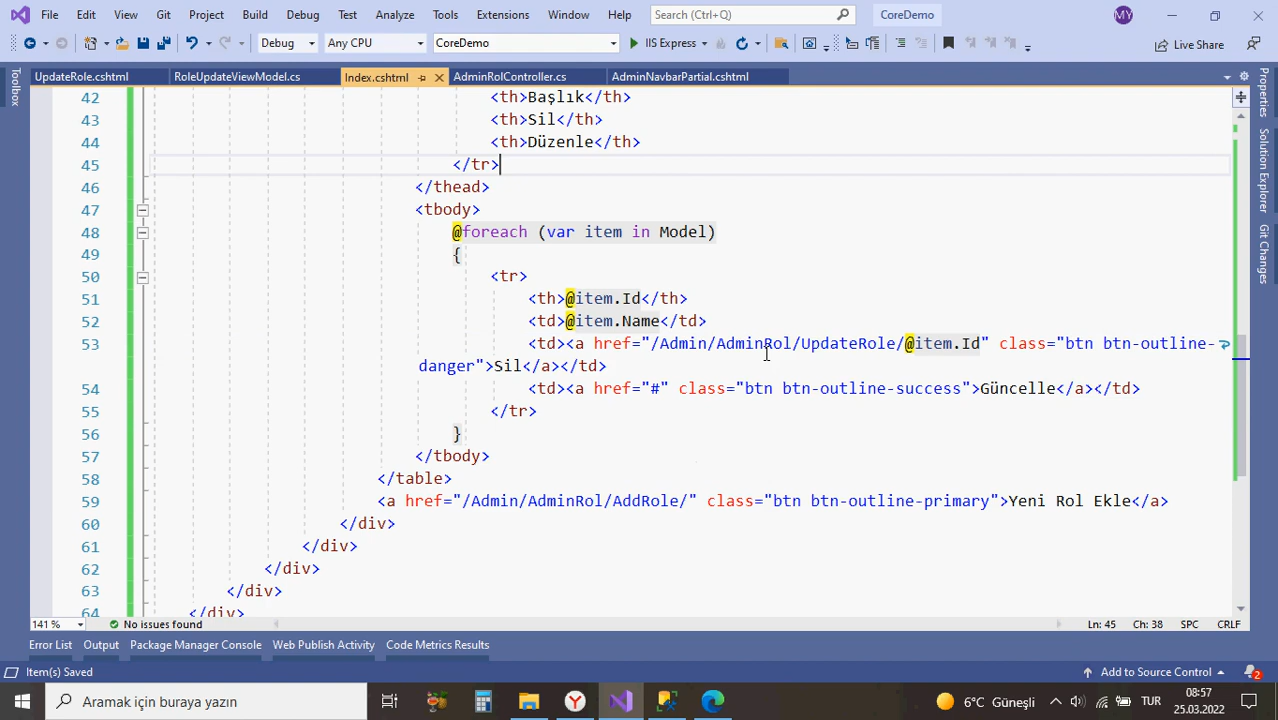 File Edit View Git Project Build Debug Test Analyze Tools Extensions Window Help Search (Ctrl+Q) CoreDemo MY
Debug Any CPU CoreDemo IIS Express Live Share
UpdateRole.cshtml RoleUpdateViewModel.cs Index.cshtml AdminRolController.cs AdminNavbarPartial.cshtml
Toolbox
Properties
Solution Explorer
Git Changes
42 <th>Başlık</th>
43 <th>Sil</th>
44 <th>Düzenle</th>
45 </tr>
46 </thead>
47 <tbody>
48 @foreach (var item in Model)
49 {
50 <tr>
51 <th>@item.Id</th>
52 <td>@item.Name</td>
53 <td><a href="/Admin/AdminRol/UpdateRole/@item.Id" class="btn btn-outline-
danger">Sil</a></td>
54 <td><a href="#" class="btn btn-outline-success">Güncelle</a></td>
55 </tr>
56 }
57 </tbody>
58 </table>
59 <a href="/Admin/AdminRol/AddRole/" class="btn btn-outline-primary">Yeni Rol Ekle</a>
60 </div>
61 </div>
62 </div>
63 </div>
64 </div>
141 % No issues found Ln: 45 Ch: 38 SPC CRLF
Error List Output Package Manager Console Web Publish Activity Code Metrics Results
Item(s) Saved Add to Source Control 2
Aramak için buraya yazın 6°C Güneşli TUR 08:57
25.03.2022